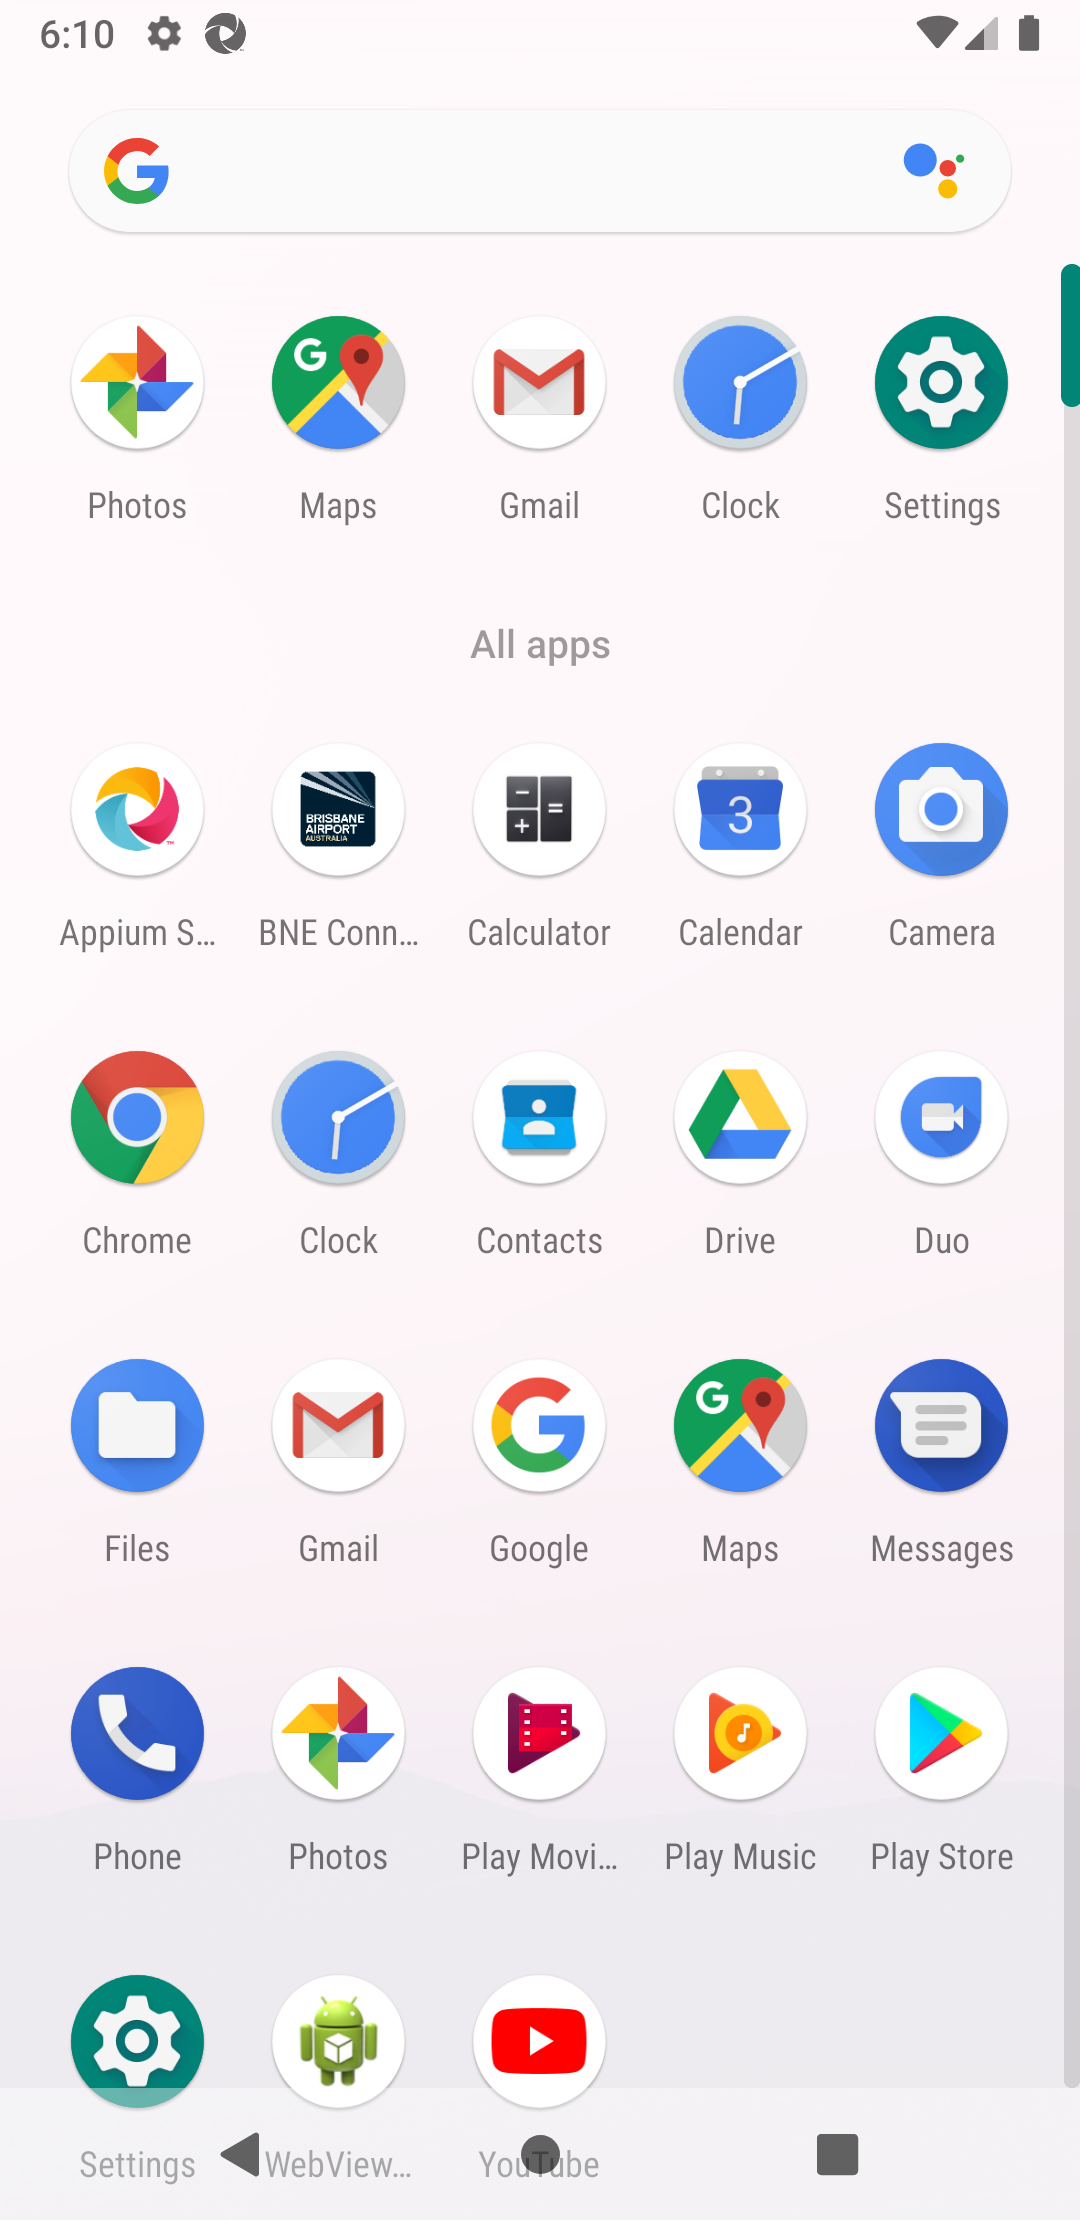 6:10
Photos Maps Gmail Clock Settings
All apps
BRISBANE
AIRPORT
AUSTRALIA
3
Appium S... BNE Conn... Calculator Calendar Camera
Chrome Clock Contacts Drive Duo
Files Gmail Google Maps Messages
Phone Photos Play Movi... Play Music Play Store
Settings WebView... YouTube